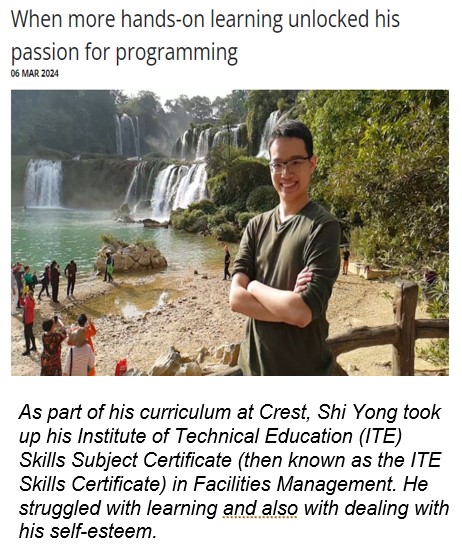 When more hands-on learning unlocked his
passion for programming
06 MAR 2024
As part of his curriculum at Crest, Shi Yong took
up his Institute of Technical Education (ITE)
Skills Subject Certificate (then known as the ITE
Skills Certificate) in Facilities Management. He
struggled with learning and also with dealing with
his self-esteem.